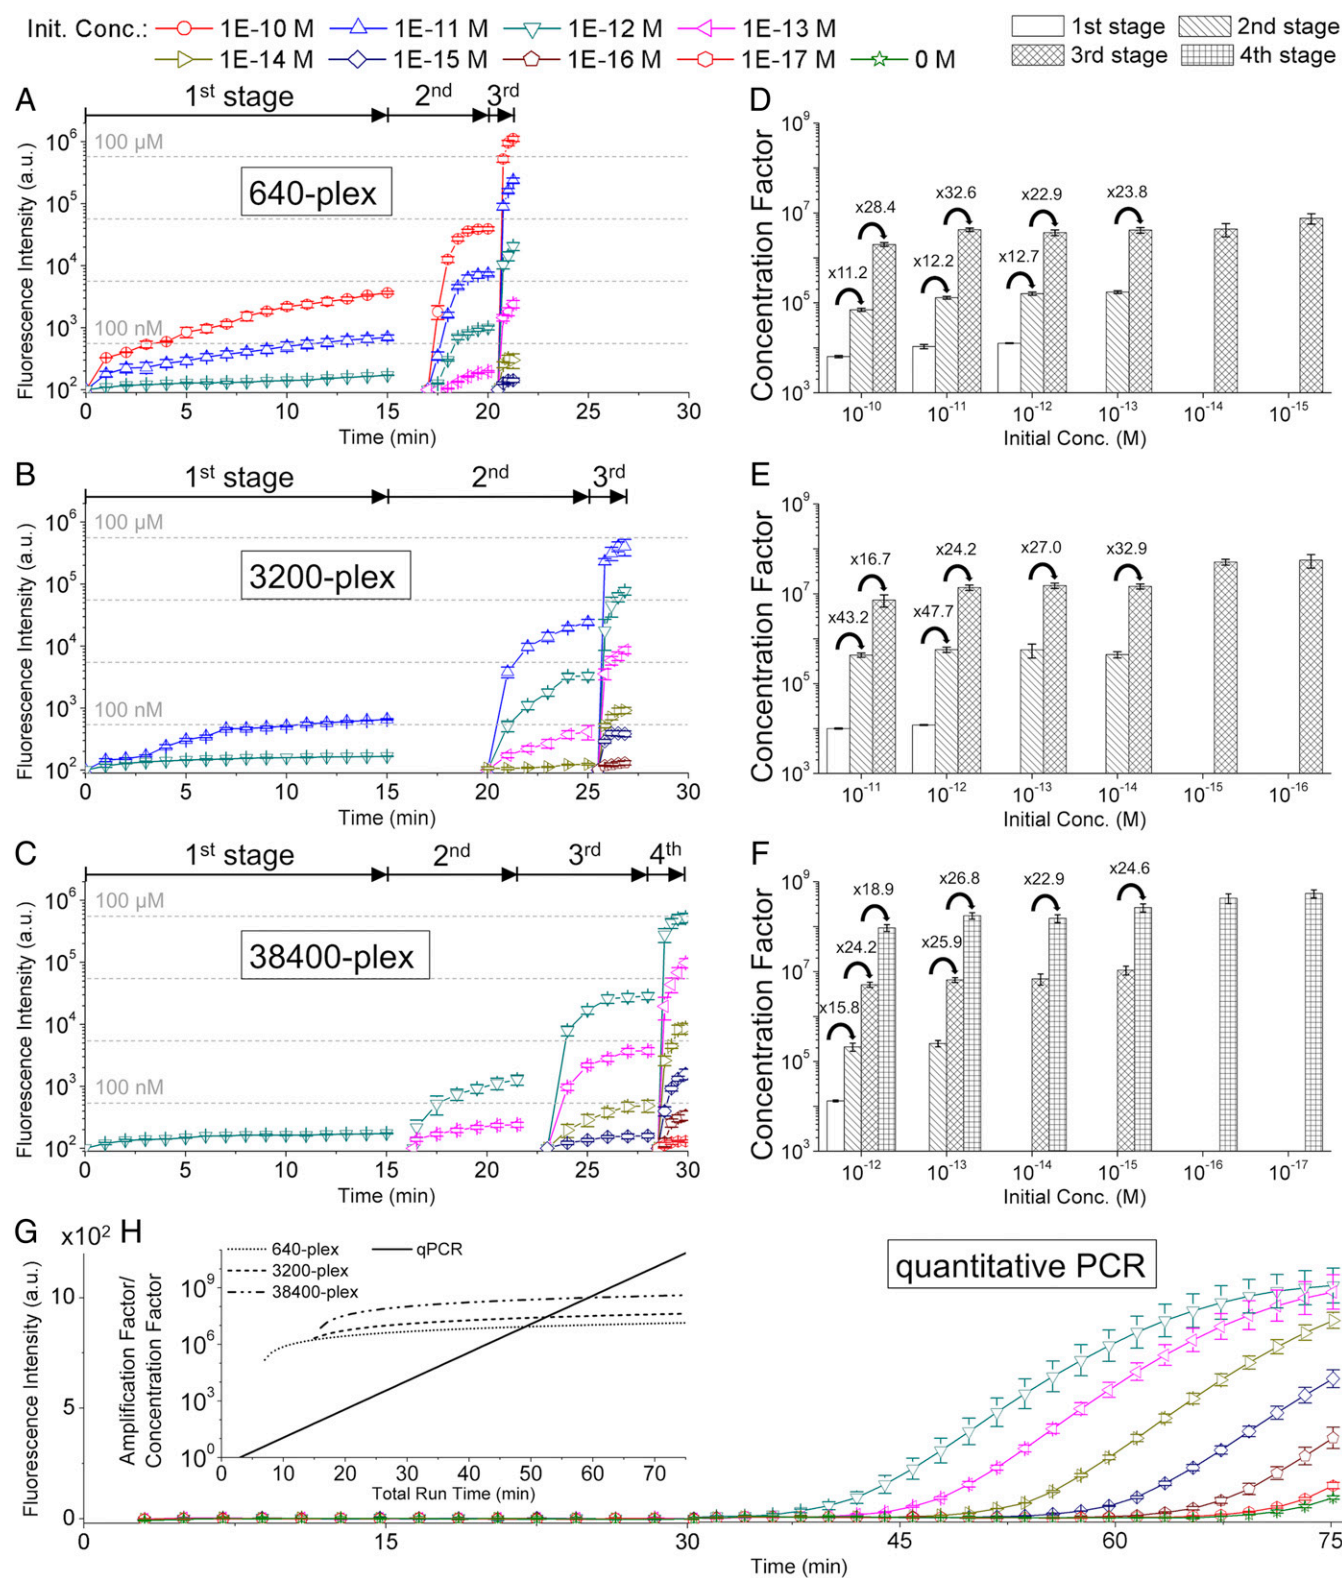 Init. Conc.: 1E-10 M 1E-11 M 1E-12 M 1E-13 M
1E-14 M 1E-15 M 1E-16 M 1E-17 M 0 M
1st stage 2nd stage
3rd stage 4th stage
A
1st stage 2nd 3rd
Fluorescence Intensity (a.u.)
10^6
10^5
10^4
10^3
10^2
100 µM
100 nM
640-plex
0 5 10 15 20 25 30
Time (min)
D
Concentration Factor
10^9
10^7
10^5
10^3
x11.2 x28.4 x12.2 x32.6 x12.7 x22.9 x23.8
10^-10 10^-11 10^-12 10^-13 10^-14 10^-15
Initial Conc. (M)
B
1st stage 2nd 3rd
Fluorescence Intensity (a.u.)
10^6
10^5
10^4
10^3
10^2
100 µM
100 nM
3200-plex
0 5 10 15 20 25 30
Time (min)
E
Concentration Factor
10^9
10^7
10^5
10^3
x43.2 x16.7 x47.7 x24.2 x27.0 x32.9
10^-11 10^-12 10^-13 10^-14 10^-15 10^-16
Initial Conc. (M)
C
1st stage 2nd 3rd 4th
Fluorescence Intensity (a.u.)
10^6
10^5
10^4
10^3
10^2
100 µM
100 nM
38400-plex
0 5 10 15 20 25 30
Time (min)
F
Concentration Factor
10^9
10^7
10^5
10^3
x15.8 x24.2 x18.9 x25.9 x26.8 x22.9 x24.6
10^-12 10^-13 10^-14 10^-15 10^-16 10^-17
Initial Conc. (M)
G
x10^2
Fluorescence Intensity (a.u.)
10
5
0
0 15 30 45 60 75
Time (min)
quantitative PCR
H
640-plex qPCR
3200-plex
38400-plex
Amplification Factor/
Concentration Factor
10^9
10^6
10^3
10^0
0 10 20 30 40 50 60 70
Total Run Time (min)